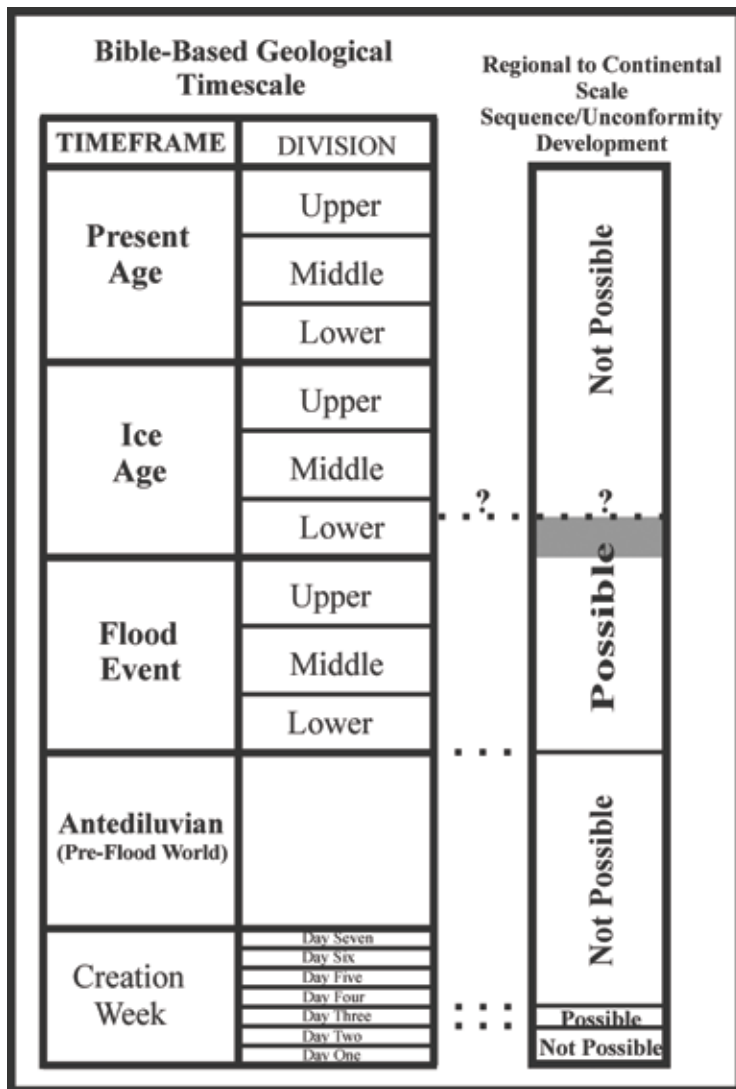 Bible-Based Geological
Timescale
Regional to Continental
Scale
Sequence/Unconformity
Development
TIMEFRAME
DIVISION
Present
Age
Upper
Middle
Lower
Ice
Age
Upper
Middle
Lower
Flood
Event
Upper
Middle
Lower
Antediluvian
(Pre-Flood World)
Creation
Week
Day Seven
Day Six
Day Five
Day Four
Day Three
Day Two
Day One
?
?
Not Possible
Possible
Not Possible
Possible
Not Possible